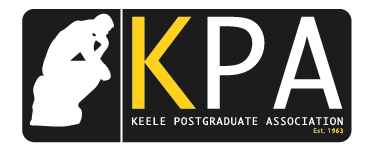 KPA
KEELE POSTGRADUATE ASSOCIATION
Est. 1963